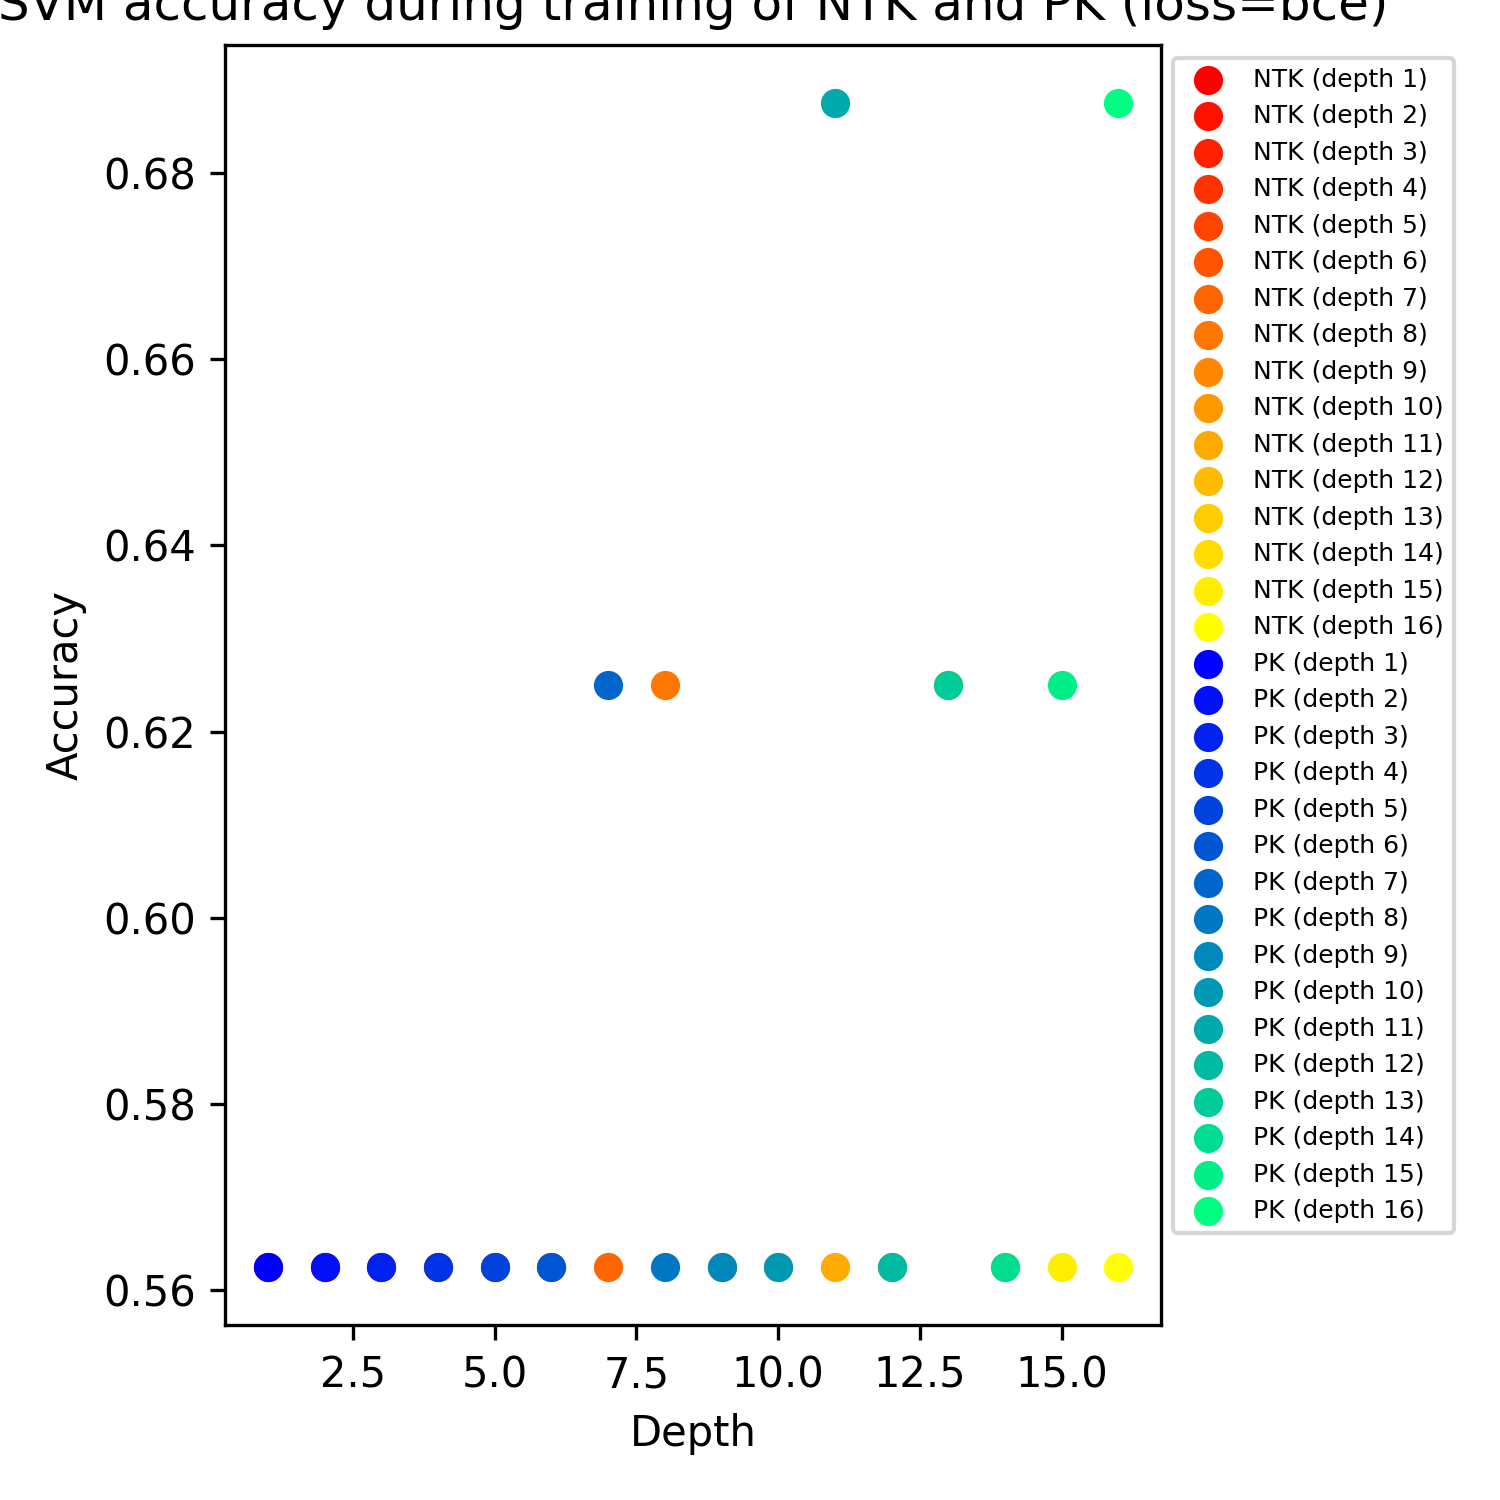 SVM accuracy during training of NTK and PK (loss=bce)
NTK (depth 1)
NTK (depth 2)
NTK (depth 3)
NTK (depth 4)
NTK (depth 5)
NTK (depth 6)
NTK (depth 7)
NTK (depth 8)
NTK (depth 9)
NTK (depth 10)
NTK (depth 11)
NTK (depth 12)
NTK (depth 13)
NTK (depth 14)
NTK (depth 15)
NTK (depth 16)
PK (depth 1)
PK (depth 2)
PK (depth 3)
PK (depth 4)
PK (depth 5)
PK (depth 6)
PK (depth 7)
PK (depth 8)
PK (depth 9)
PK (depth 10)
PK (depth 11)
PK (depth 12)
PK (depth 13)
PK (depth 14)
PK (depth 15)
PK (depth 16)
Accuracy
0.68
0.66
0.64
0.62
0.60
0.58
0.56
2.5 5.0 7.5 10.0 12.5 15.0
Depth